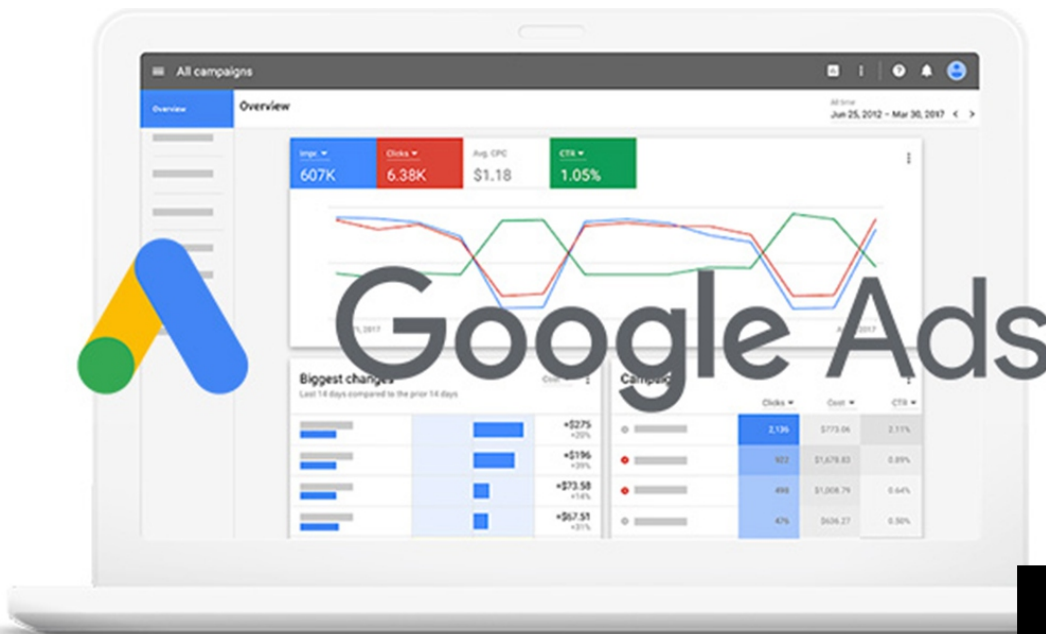 All campaigns
Overview
Overview
All time
Jun 25, 2012 – Mar 30, 2017
Impr.
Clicks
Avg. CPC
CTR
607K
6.38K
$1.18
1.05%
2017
2017
Google Ads
Biggest changes
Last 14 days compared to the prior 14 days
Cost
Clicks
Cost
CTR
+$275
+20%
2,136
$773.06
2.11%
+$196
+39%
922
$1,678.83
0.89%
+$73.58
+14%
498
$1,008.79
0.64%
+$67.51
+31%
476
$636.27
0.50%